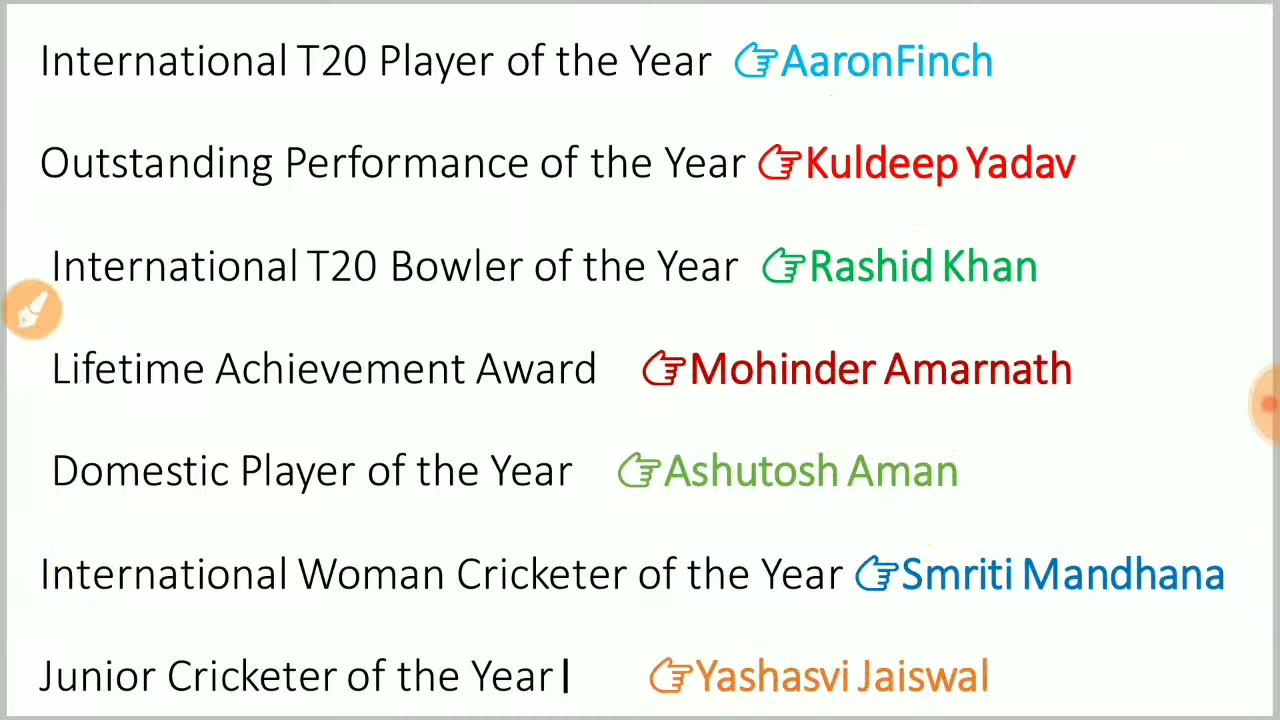 International T20 Player of the Year 👉AaronFinch
Outstanding Performance of the Year 👉Kuldeep Yadav
International T20 Bowler of the Year 👉Rashid Khan
Lifetime Achievement Award 👉Mohinder Amarnath
Domestic Player of the Year 👉Ashutosh Aman
International Woman Cricketer of the Year 👉Smriti Mandhana
Junior Cricketer of the Year 👉Yashasvi Jaiswal